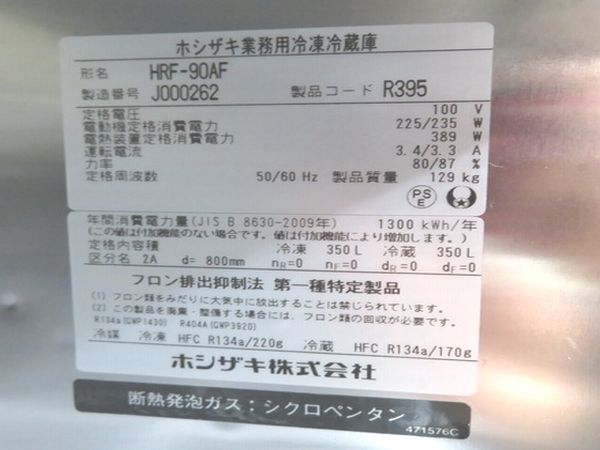 ホシザキ業務用冷凍冷蔵庫
形名 HRF-90AF
製造番号 J000262 製品コード R395
定格電圧 100 V
電動機定格消費電力 225/235 W
電熱装置定格消費電力 389 W
運転電流 3.4/3.3 A
力率 80/87 %
定格周波数 50/60 Hz 製品質量 129 kg
PSE
年間消費電力量(JIS B 8630-2009年) 1300 kWh/年
(この値は付加機能のない場合です。値は付加機能により増加します。)
定格内容積 冷凍 350L 冷蔵 350L
区分名 2A d= 800mm nR=0 nF=0 dR=0 dF=0
フロン排出抑制法 第一種特定製品
(1) フロン類をみだりに大気中に放出することは禁じられています。
(2) この製品を廃棄・整備する場合には、フロン類の回収が必要です。
R134a(GWP1430) R404A(GWP3920)
冷媒 冷凍 HFC R134a/220g 冷蔵 HFC R134a/170g
ホシザキ株式会社
断熱発泡ガス：シクロペンタン
471576C